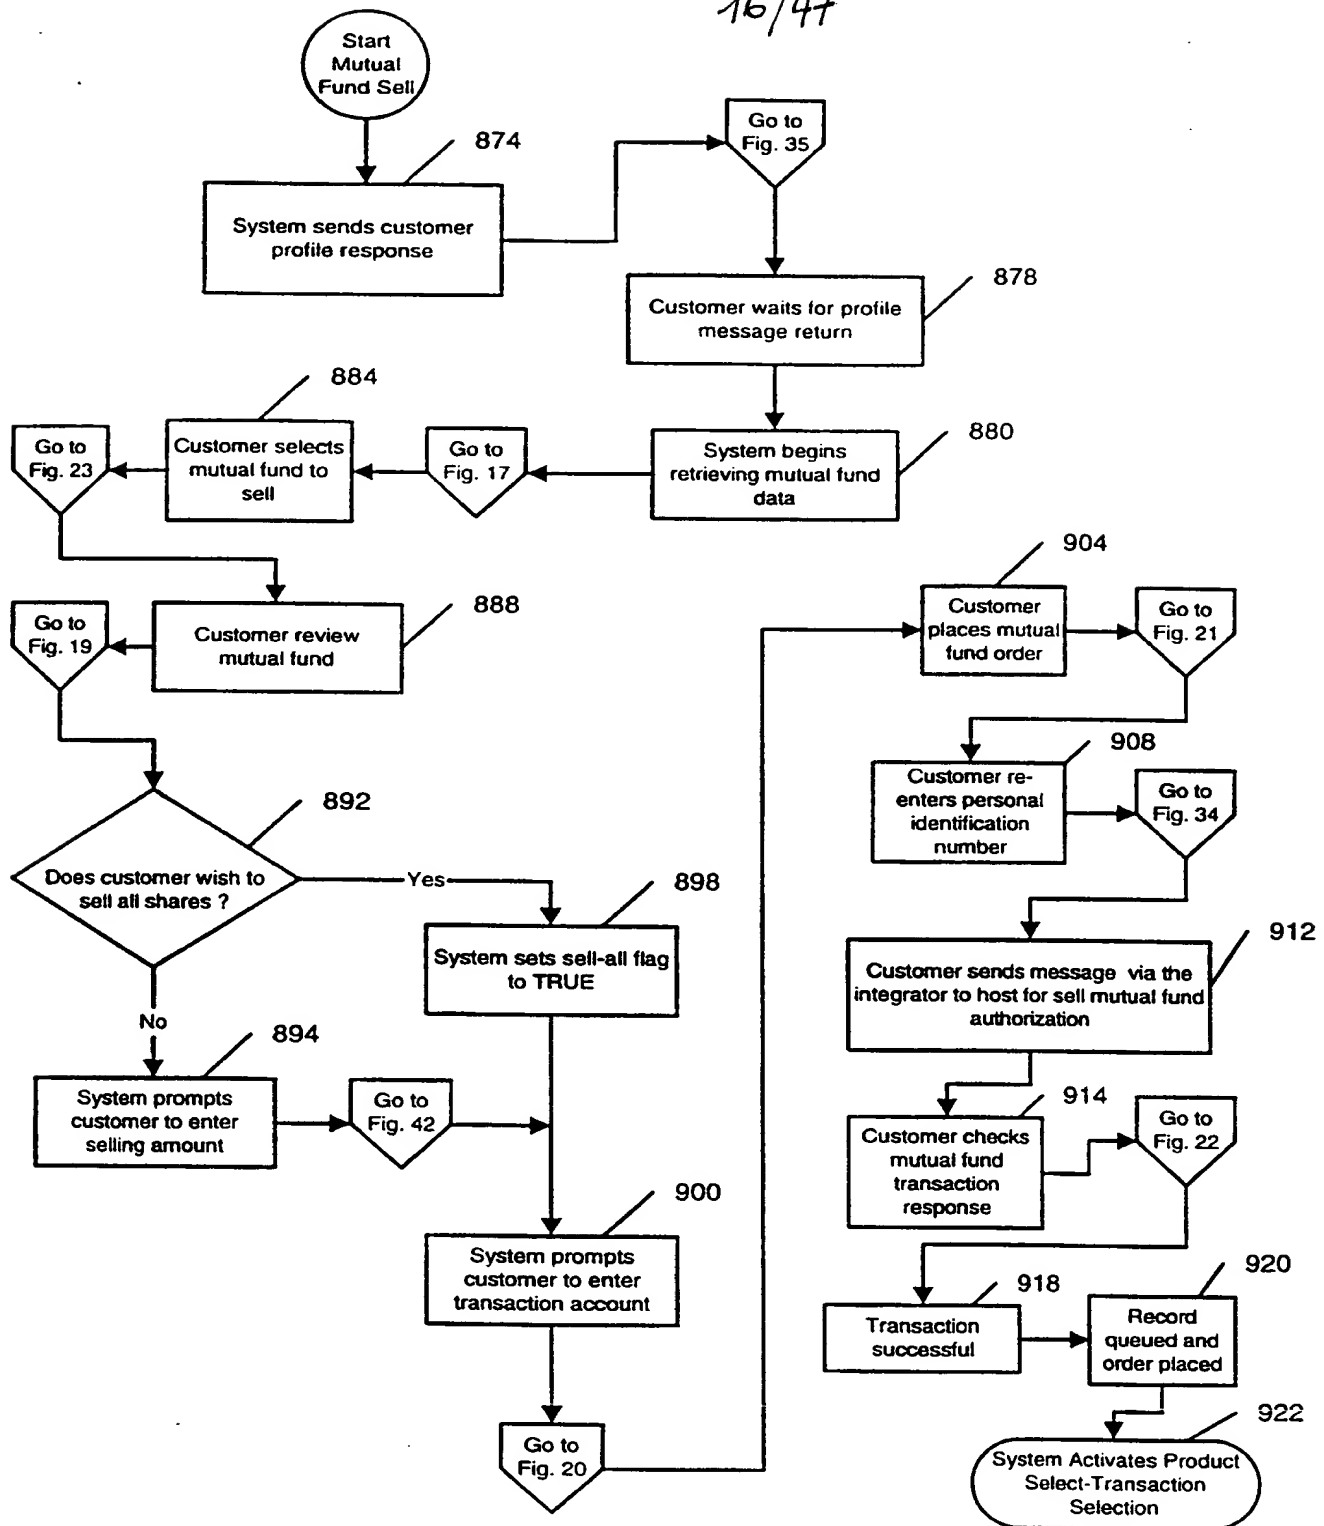 16/47
Start
Mutual
Fund Sell
874
Go to
Fig. 35
System sends customer
profile response
878
Customer waits for profile
message return
884
880
Go to
Fig. 23
Customer selects
mutual fund to
sell
Go to
Fig. 17
System begins
retrieving mutual fund
data
904
888
Go to
Fig. 19
Customer review
mutual fund
Customer
places mutual
fund order
Go to
Fig. 21
908
892
Customer re-
enters personal
identification
number
Go to
Fig. 34
Does customer wish to
sell all shares ?
Yes
898
912
System sets sell-all flag
to TRUE
Customer sends message via the
integrator to host for sell mutual fund
authorization
No
894
System prompts
customer to enter
selling amount
Go to
Fig. 42
914
Customer checks
mutual fund
transaction
response
Go to
Fig. 22
900
System prompts
customer to enter
transaction account
918
920
Transaction
successful
Record
queued and
order placed
922
Go to
Fig. 20
System Activates Product
Select-Transaction
Selection